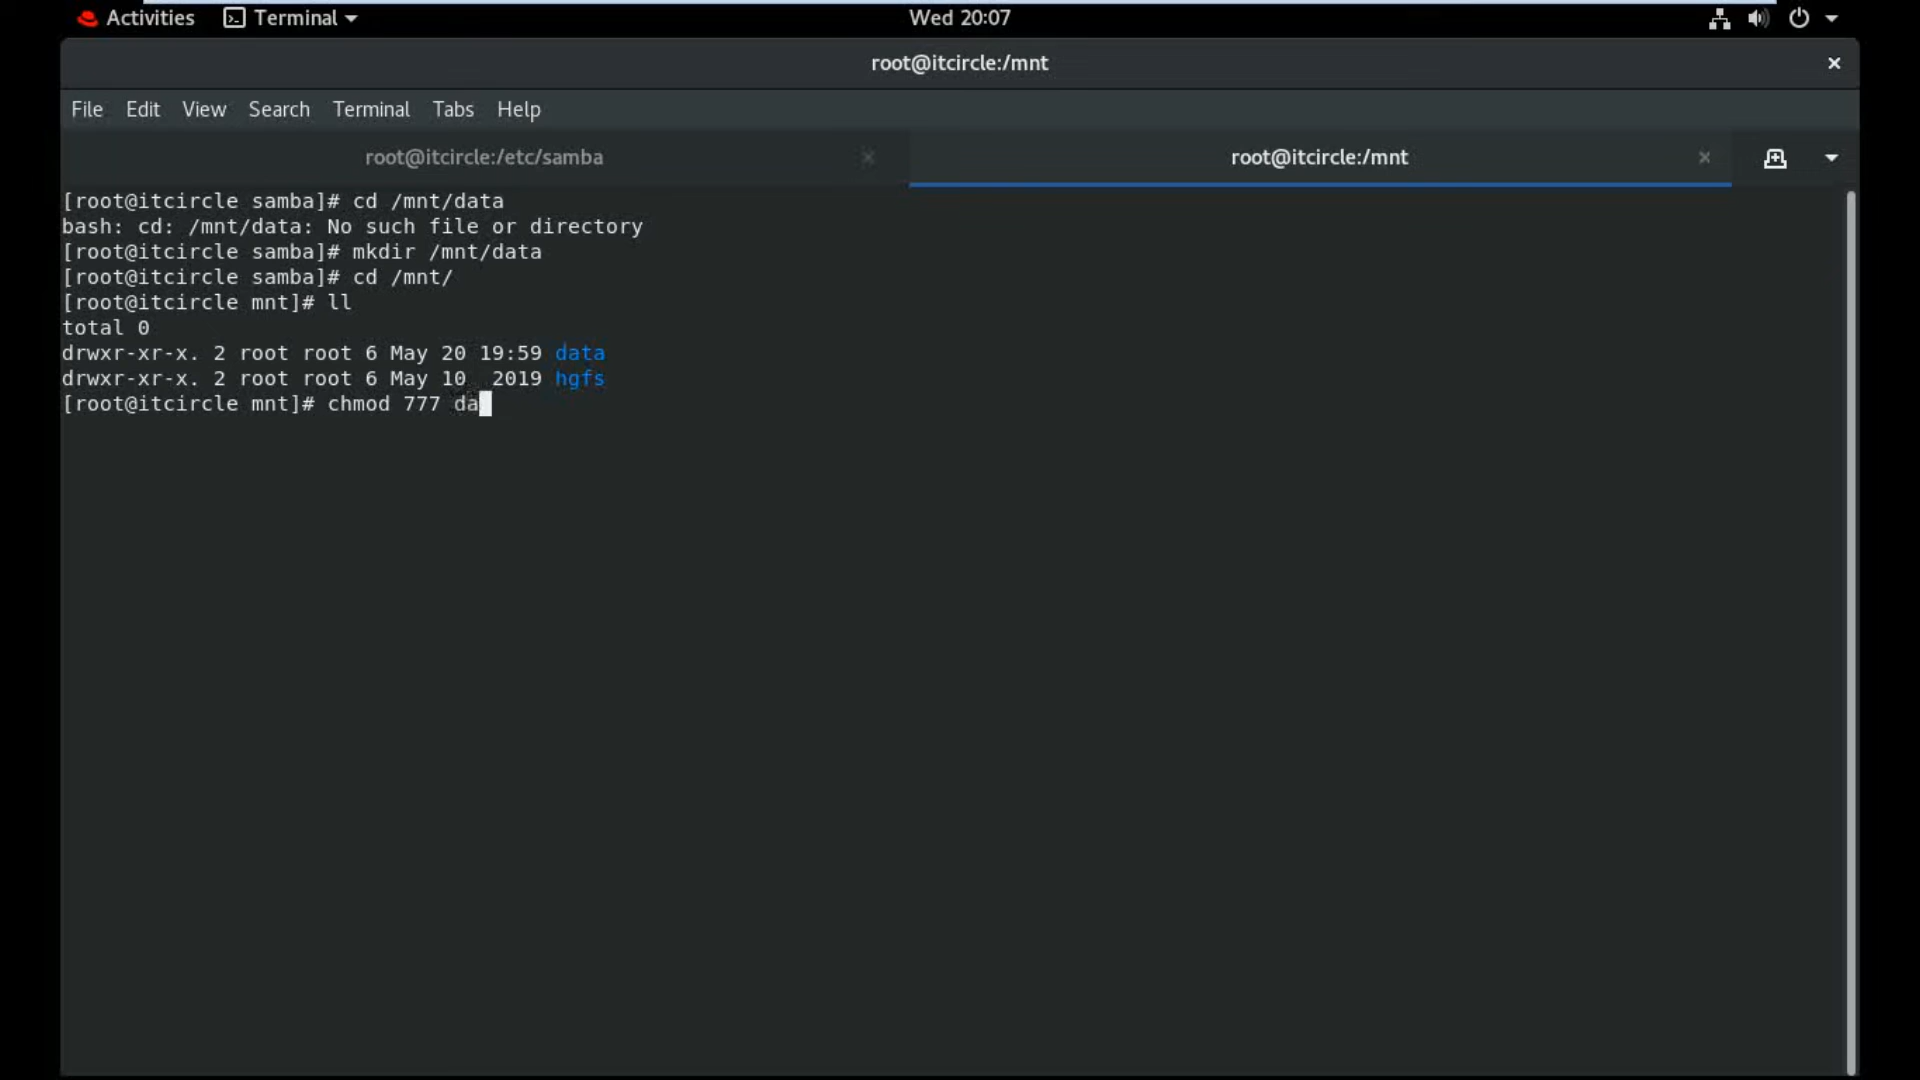 Activities Terminal Wed 20:07
root@itcircle:/mnt
File Edit View Search Terminal Tabs Help
root@itcircle:/etc/samba root@itcircle:/mnt
[root@itcircle samba]# cd /mnt/data
bash: cd: /mnt/data: No such file or directory
[root@itcircle samba]# mkdir /mnt/data
[root@itcircle samba]# cd /mnt/
[root@itcircle mnt]# ll
total 0
drwxr-xr-x. 2 root root 6 May 20 19:59 data
drwxr-xr-x. 2 root root 6 May 10  2019 hgfs
[root@itcircle mnt]# chmod 777 da